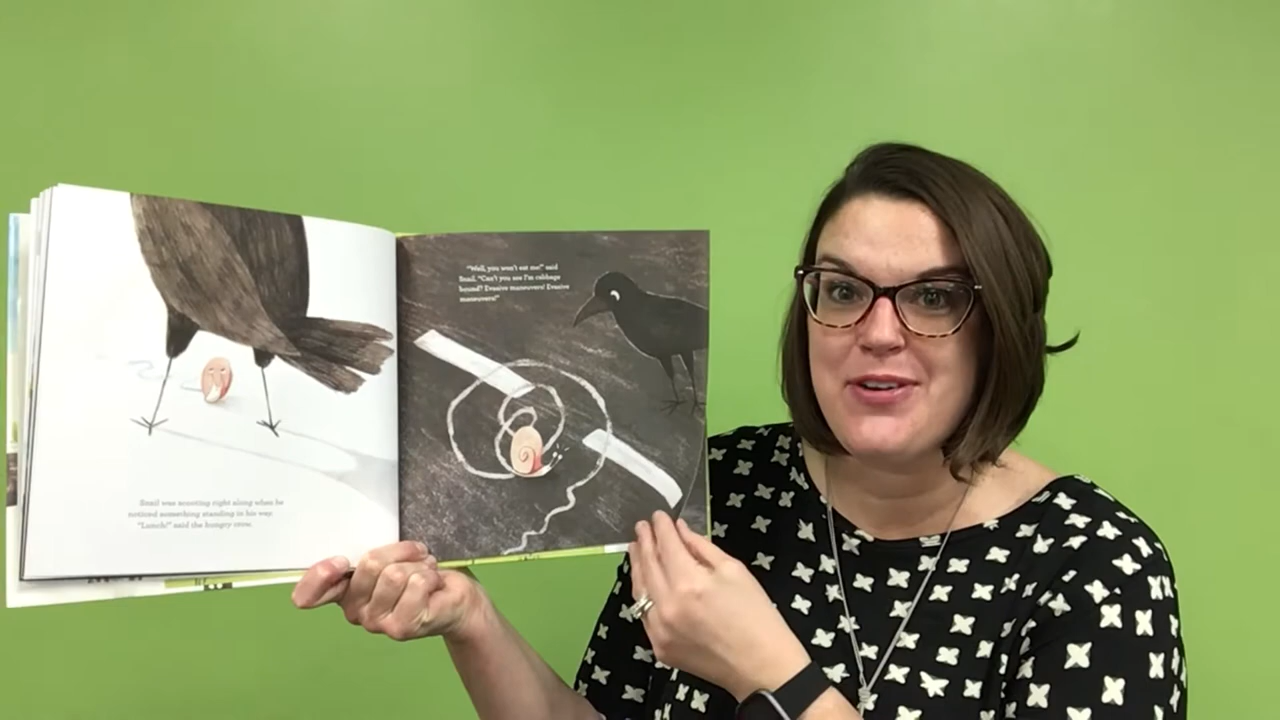 Snail was scooting right along when he
noticed something standing in his way.
"Lunch!" said the hungry crow.
"Well, you won't eat me!" said
Snail. "Can't you see I'm cabbage
bound? Evasive maneuvers! Evasive
maneuvers!"